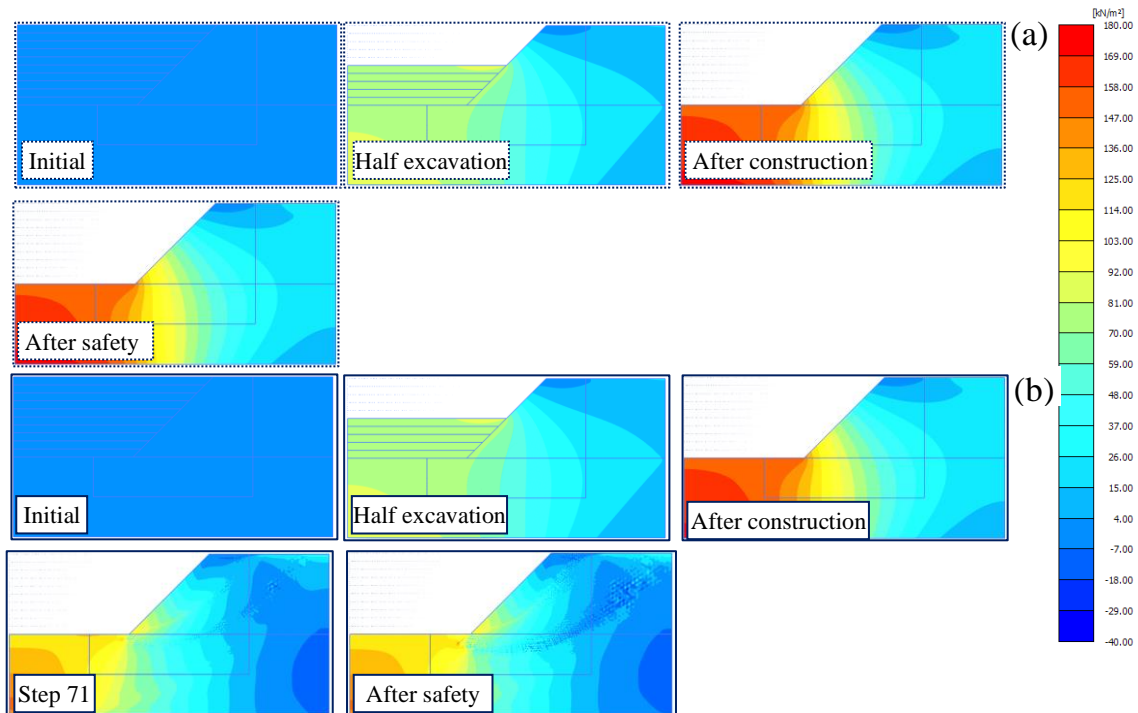 [kN/m²]
(a)
Initial
Half excavation
After construction
After safety
(b)
Initial
Half excavation
After construction
Step 71
After safety
180.00
169.00
158.00
147.00
136.00
125.00
114.00
103.00
92.00
81.00
70.00
59.00
48.00
37.00
26.00
15.00
4.00
-7.00
-18.00
-29.00
-40.00